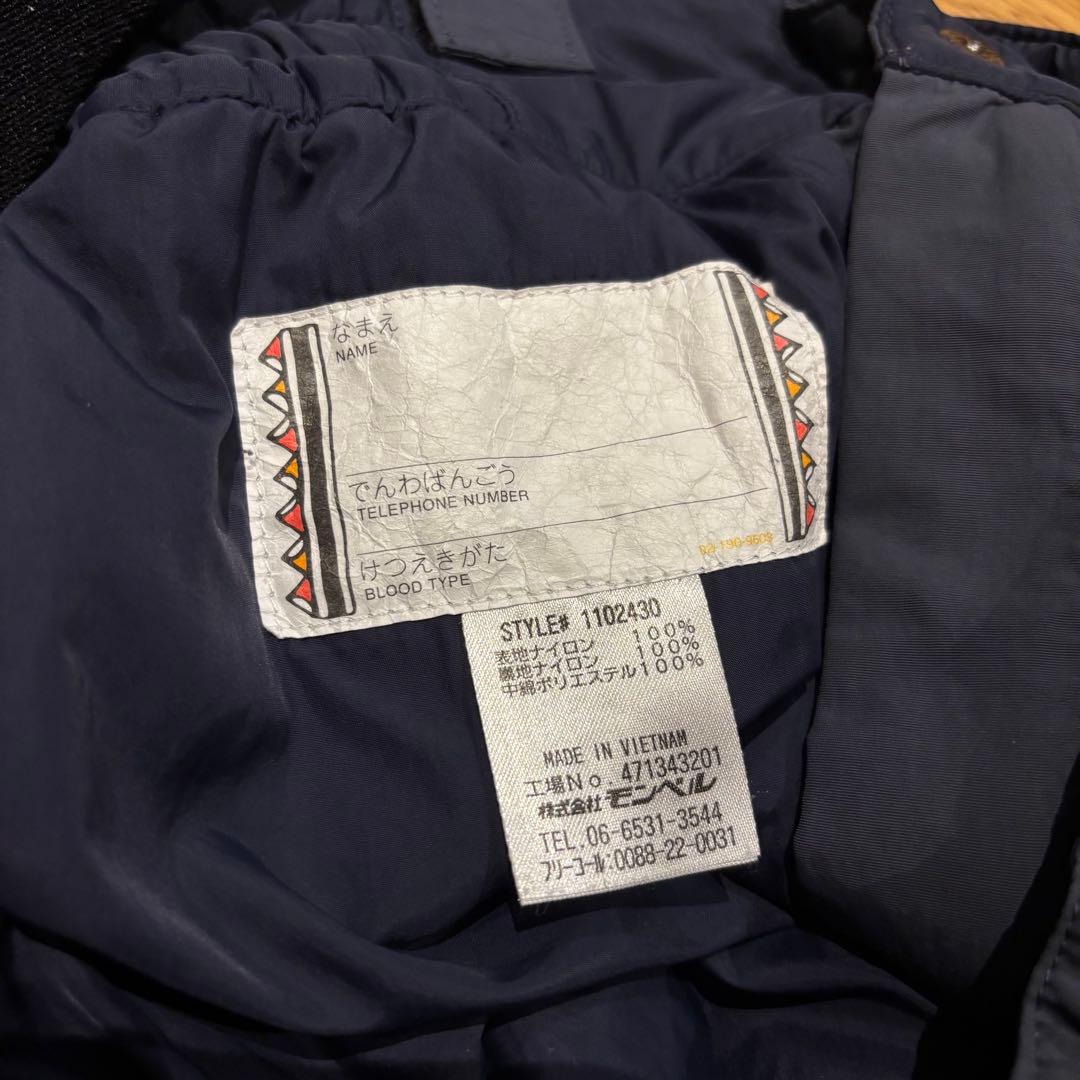 なまえ
NAME
でんわばんごう
TELEPHONE NUMBER
けつえきがた
BLOOD TYPE
STYLE# 1102430
表地ナイロン 100%
裏地ナイロン 100%
中綿ポリエステル100%
MADE IN VIETNAM
工場No. 471343201
株式会社モンベル
TEL.06-6531-3544
フリーコール:0088-22-0031